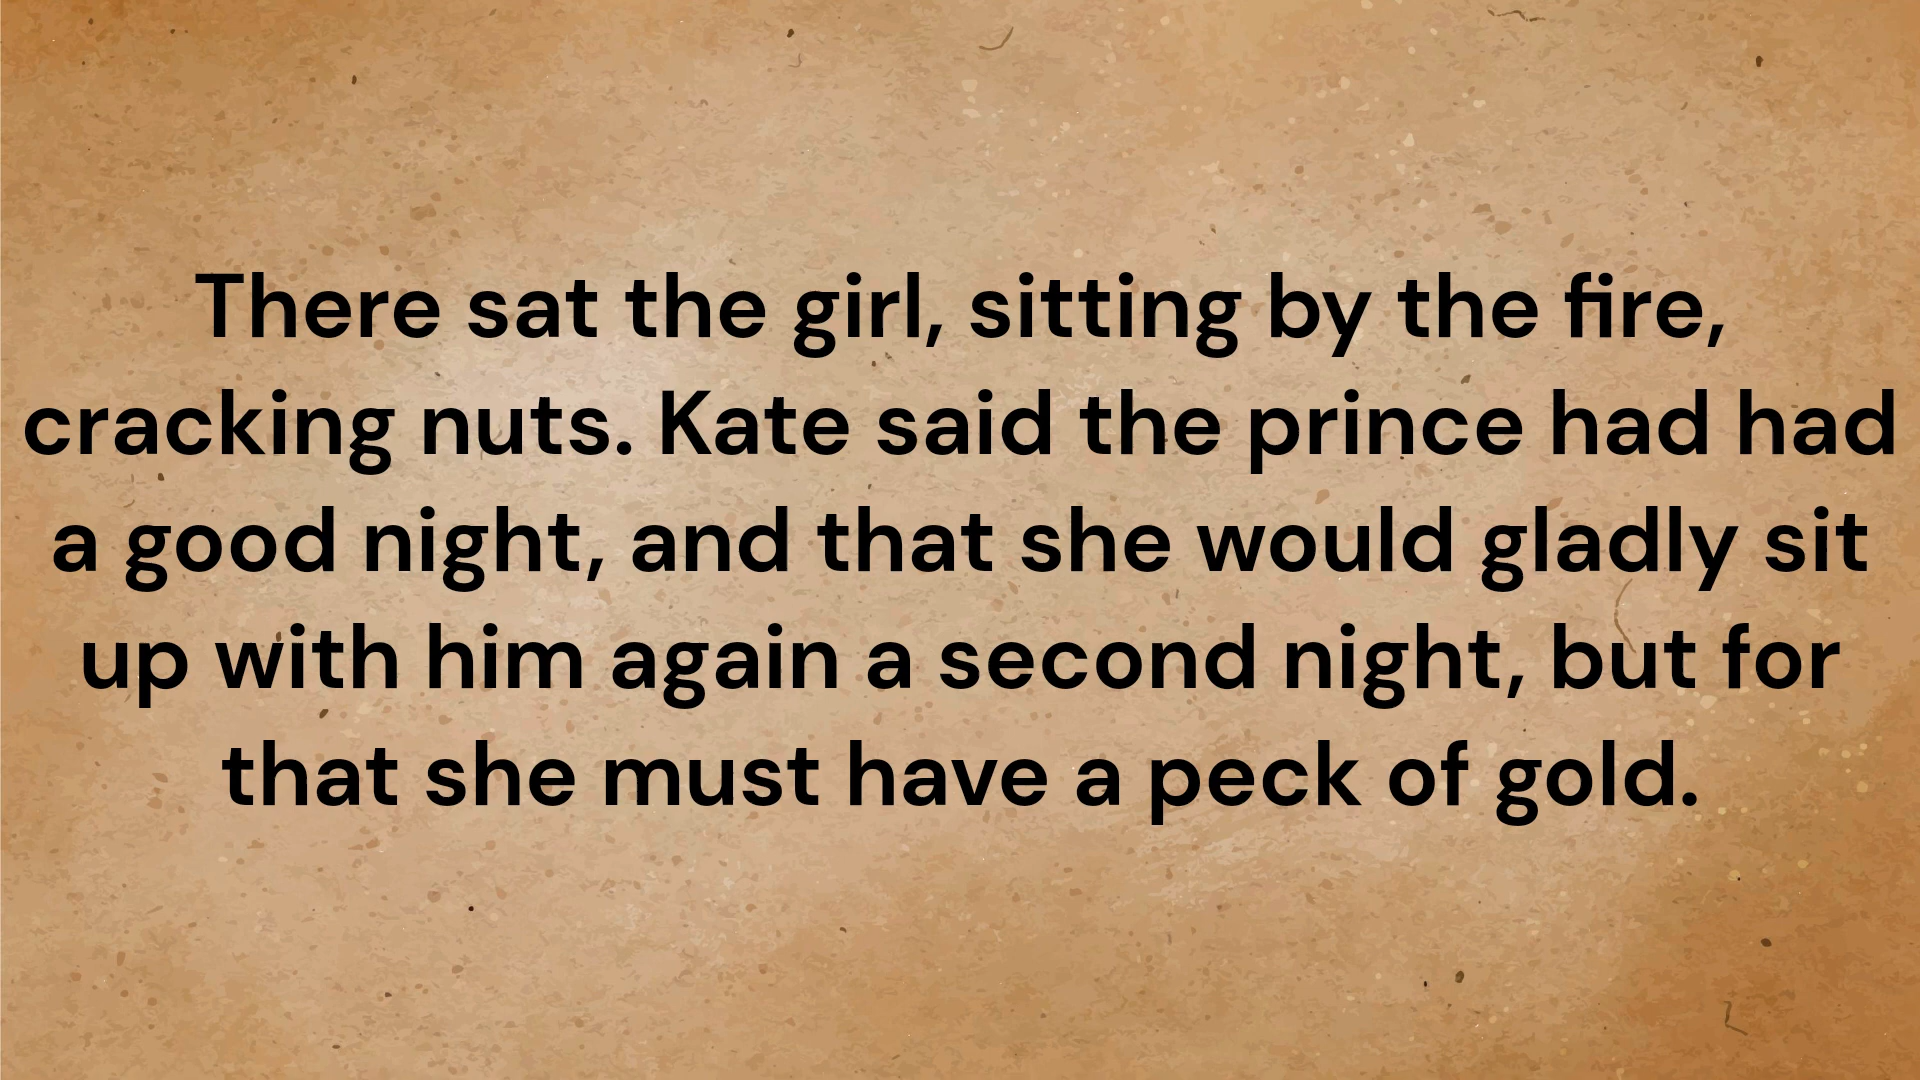 There sat the girl, sitting by the fire,
cracking nuts. Kate said the prince had had
a good night, and that she would gladly sit
up with him again a second night, but for
that she must have a peck of gold.